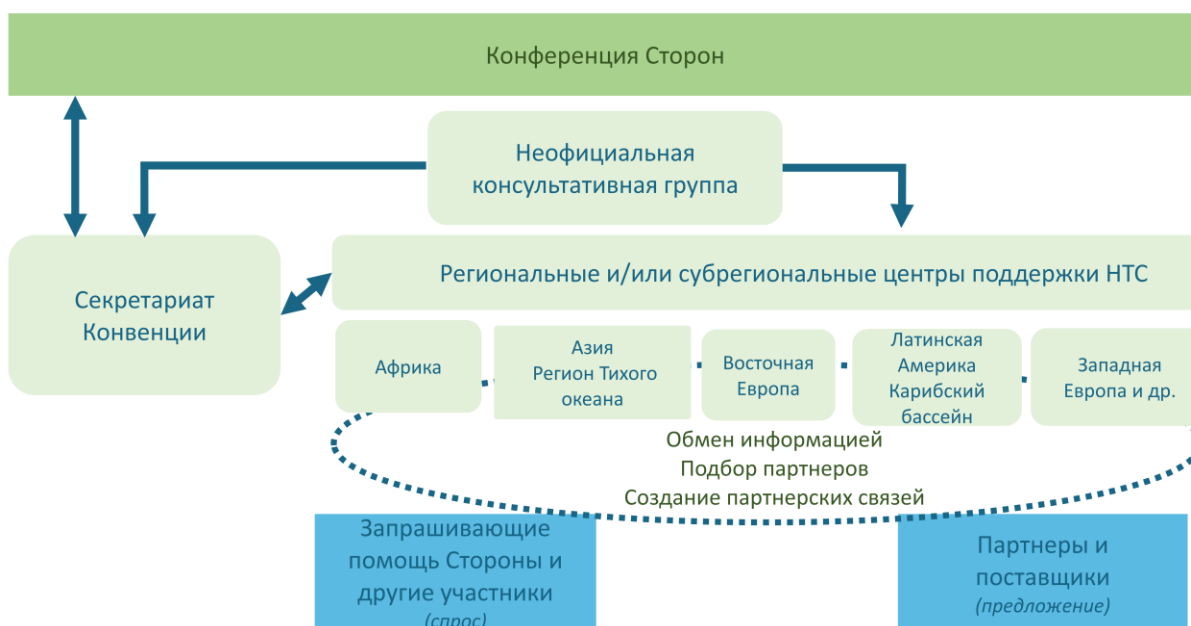 Конференция Сторон
Неофициальная
консультативная группа
Секретариат
Конвенции
Региональные и/или субрегиональные центры поддержки НТС
Африка
Азия
Регион Тихого
океана
Восточная
Европа
Латинская
Америка
Карибский
бассейн
Западная
Европа и др.
Обмен информацией
Подбор партнеров
Создание партнерских связей
Запрашивающие
помощь Стороны и
другие участники
(спрос)
Партнеры и
поставщики
(предложение)